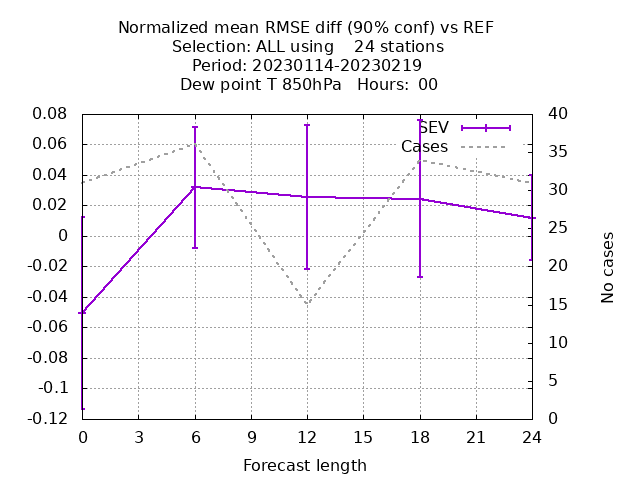 Normalized mean RMSE diff (90% conf) vs REF
Selection: ALL using    24 stations
Period: 20230114-20230219
Dew point T 850hPa   Hours:  00
0.08
0.06
0.04
0.02
0
-0.02
-0.04
-0.06
-0.08
-0.1
-0.12
SEV
Cases
40
35
30
25
20
15
10
5
0
No cases
0 3 6 9 12 15 18 21 24
Forecast length